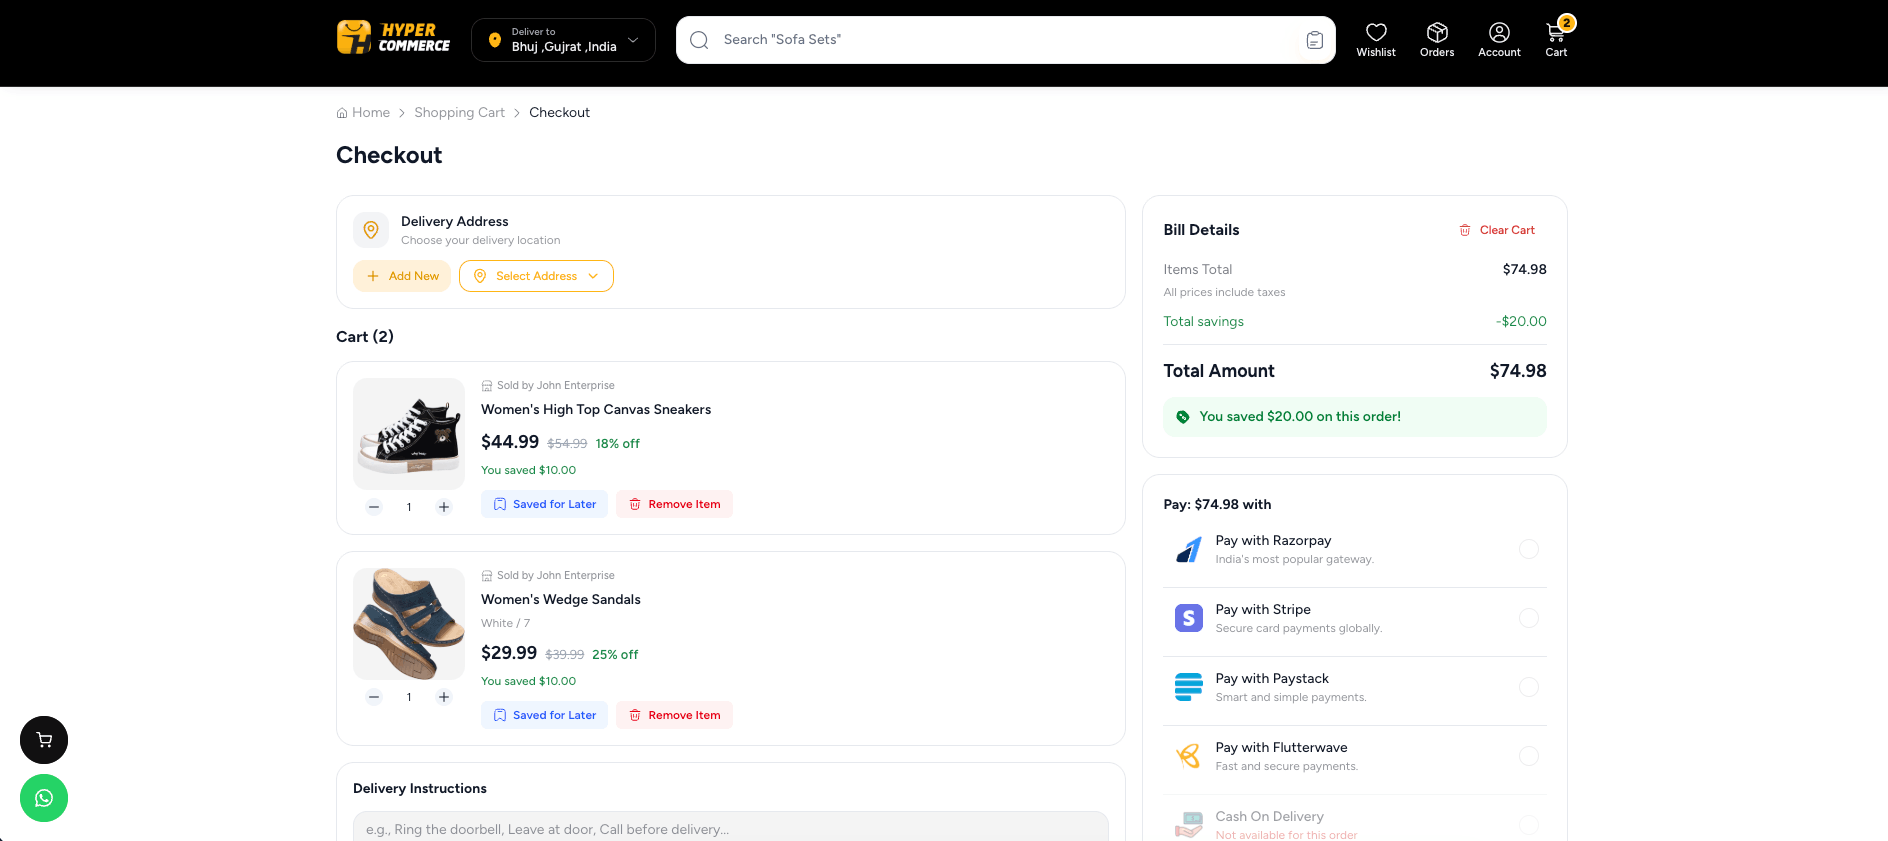 HYPER
COMMERCE
Deliver to
Bhuj ,Gujrat ,India
Search "Sofa Sets"
Wishlist
Orders
Account
2
Cart
Home
Shopping Cart
Checkout
Checkout
Delivery Address
Choose your delivery location
Add New
Select Address
Cart (2)
Sold by John Enterprise
Women's High Top Canvas Sneakers
$44.99 $54.99 18% off
You saved $10.00
1
Saved for Later
Remove Item
Sold by John Enterprise
Women's Wedge Sandals
White / 7
$29.99 $39.99 25% off
You saved $10.00
1
Saved for Later
Remove Item
Delivery Instructions
e.g., Ring the doorbell, Leave at door, Call before delivery...
Bill Details
Clear Cart
Items Total $74.98
All prices include taxes
Total savings -$20.00
Total Amount $74.98
You saved $20.00 on this order!
Pay: $74.98 with
Pay with Razorpay
India's most popular gateway.
S
Pay with Stripe
Secure card payments globally.
Pay with Paystack
Smart and simple payments.
Pay with Flutterwave
Fast and secure payments.
Cash On Delivery
Not available for this order